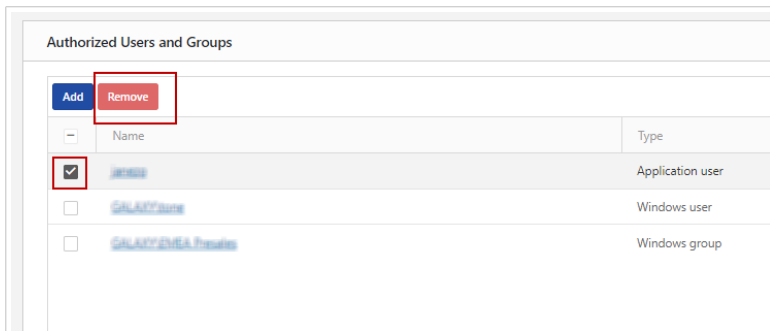 Authorized Users and Groups
Add Remove
Name Type
Application user
Windows user
Windows group